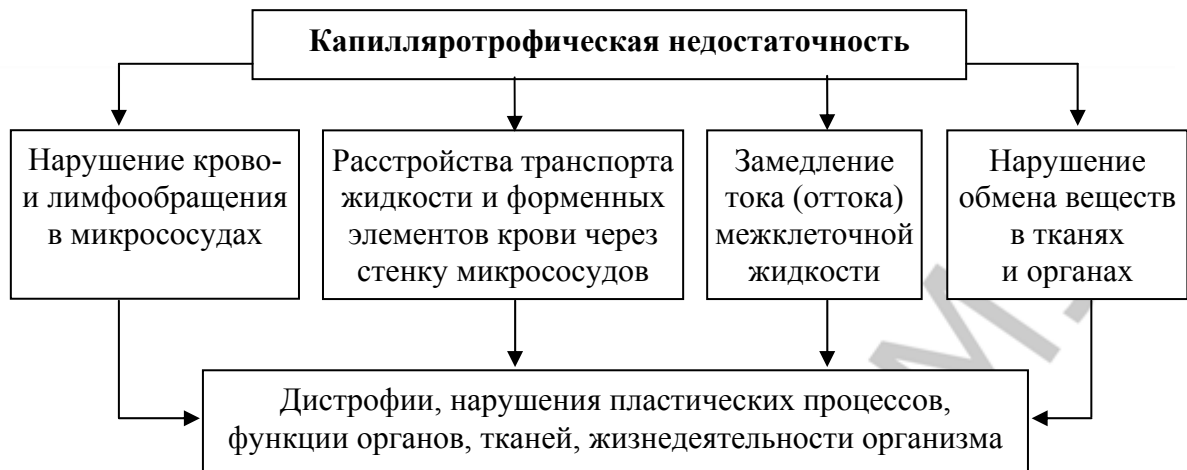 Капилляротрофическая недостаточность
Нарушение крово-
и лимфообращения
в микрососудах
Расстройства транспорта
жидкости и форменных
элементов крови через
стенку микрососудов
Замедление
тока (оттока)
межклеточной
жидкости
Нарушение
обмена веществ
в тканях
и органах
Дистрофии, нарушения пластических процессов,
функции органов, тканей, жизнедеятельности организма